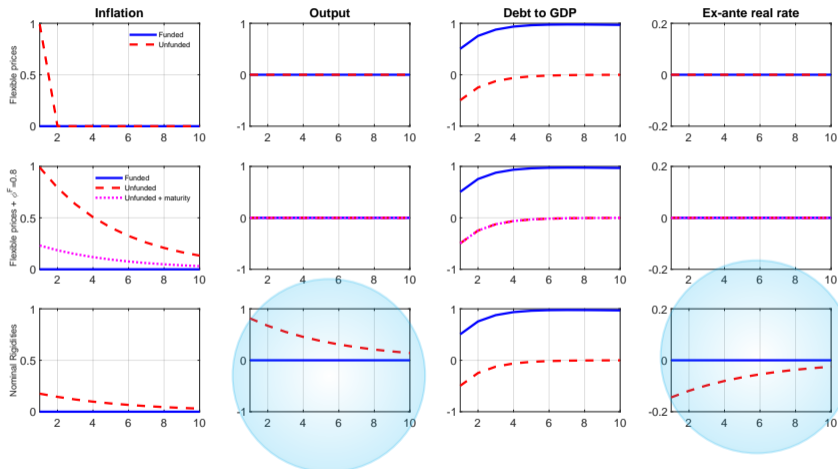 Inflation
Output
Debt to GDP
Ex-ante real rate
Flexible prices
1
0.5
0
2 4 6 8 10
Funded
Unfunded
1
0
-1
2 4 6 8 10
1
0
-1
2 4 6 8 10
0.2
0
-0.2
2 4 6 8 10
1
0.5
0
2 4 6 8 10
Funded
Unfunded
Unfunded + maturity
1
0
-1
2 4 6 8 10
1
0
-1
2 4 6 8 10
0.2
0
-0.2
2 4 6 8 10
Nominal Rigidities
1
0.5
0
2 4 6 8 10
1
0
-1
2 4 6 8 10
1
0
-1
2 4 6 8 10
0.2
0
-0.2
2 4 6 8 10